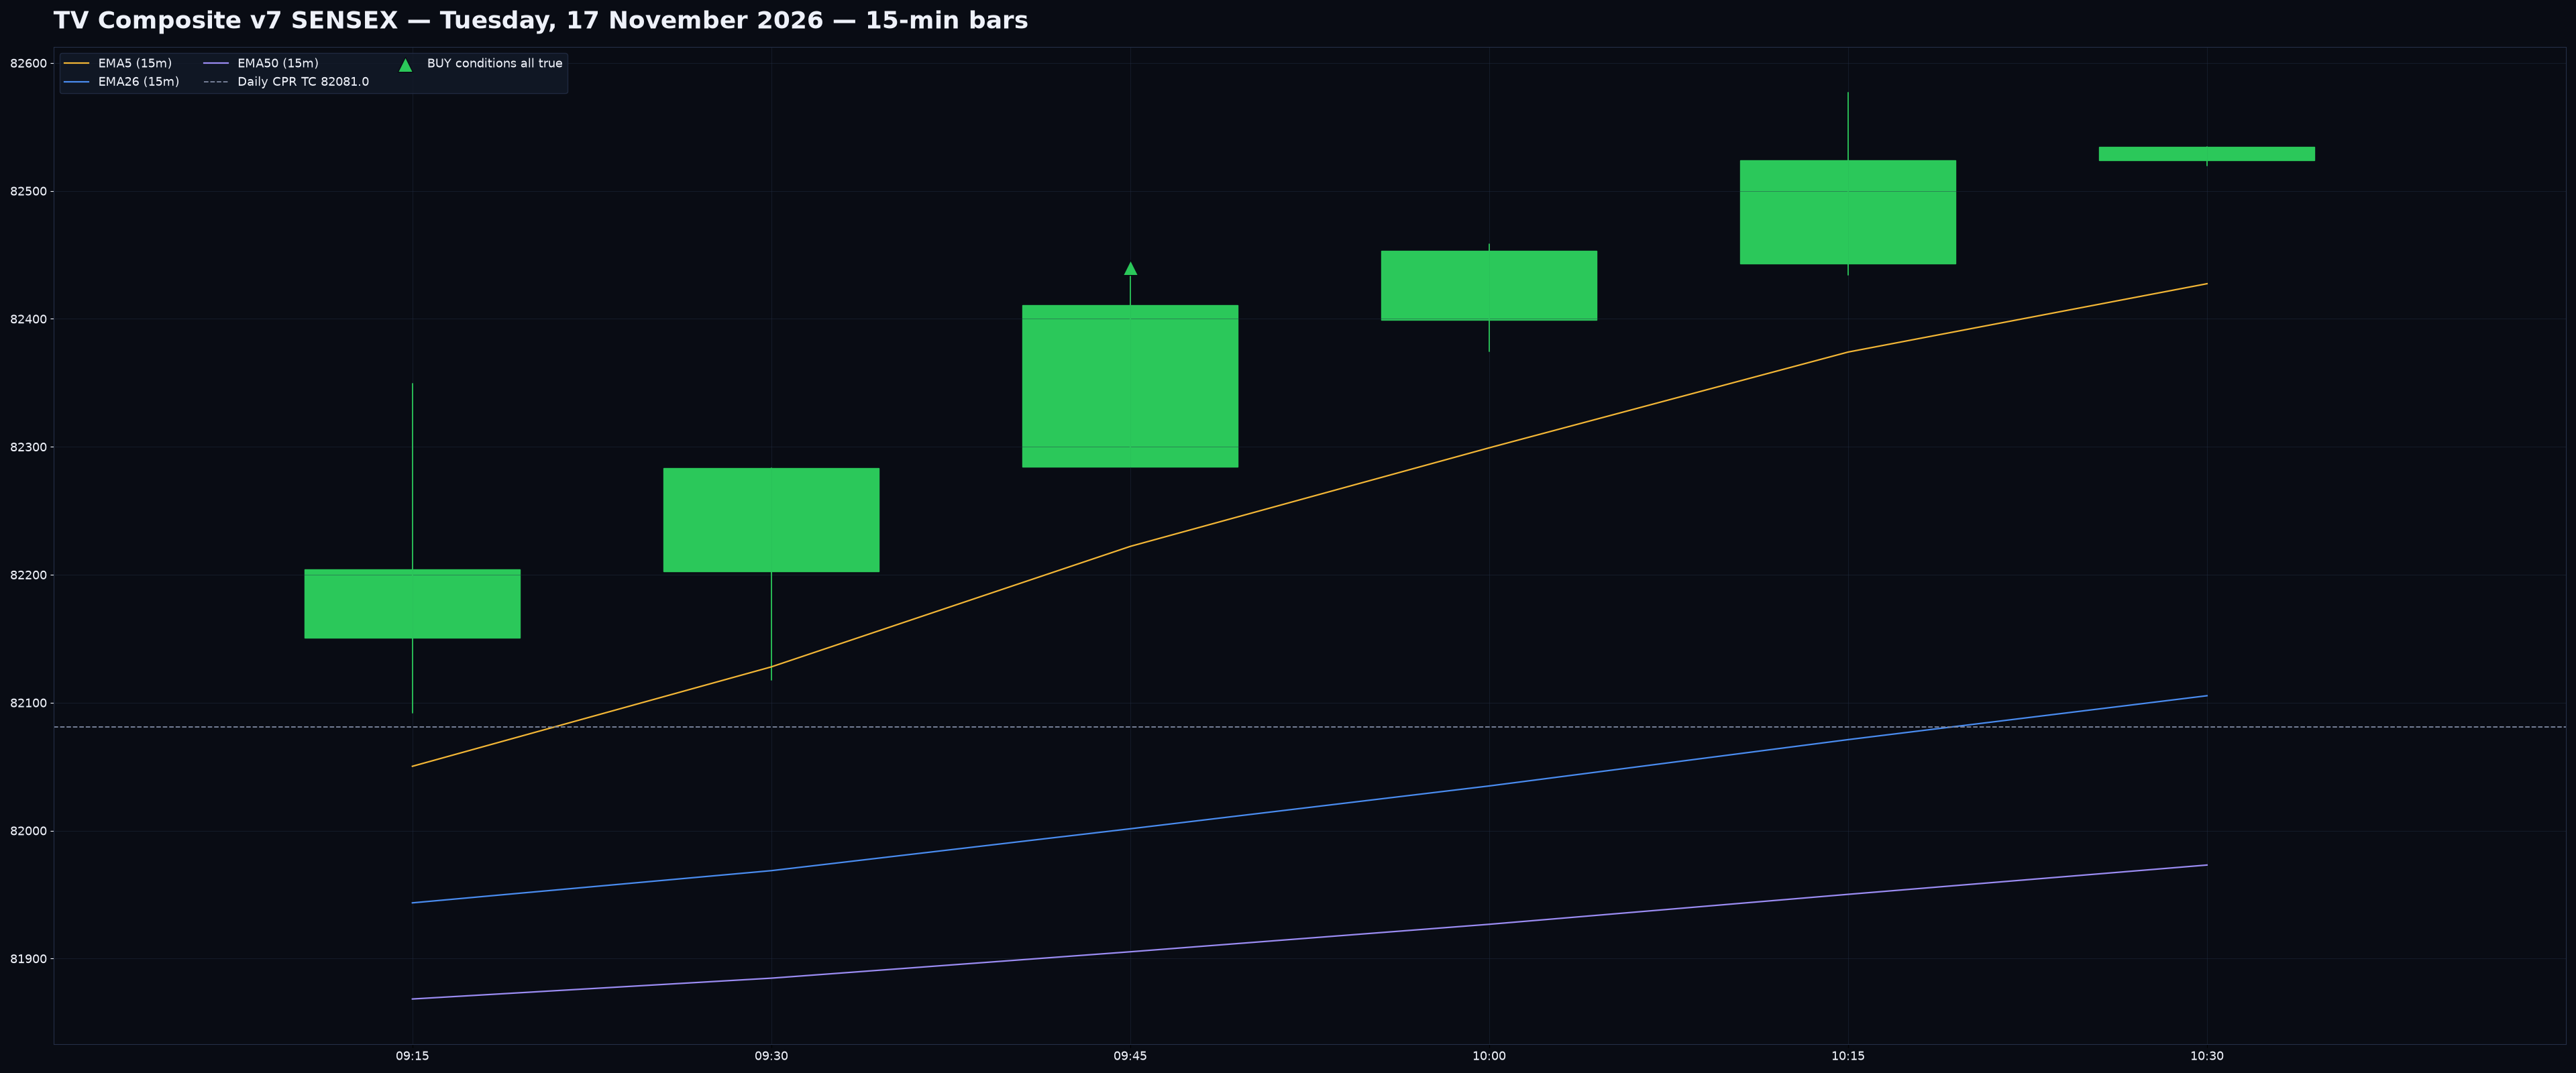 TV Composite v7 SENSEX — Tuesday, 17 November 2026 — 15-min bars
EMA5 (15m) EMA50 (15m) BUY conditions all true
EMA26 (15m) Daily CPR TC 82081.0
82600
82500
82400
82300
82200
82100
82000
81900
09:15 09:30 09:45 10:00 10:15 10:30